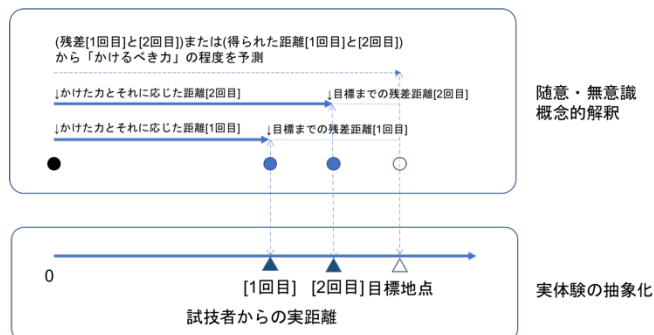 (残差[1回目]と[2回目])または(得られた距離[1回目]と[2回目])
から「かけるべき力」の程度を予測
↓かけた力とそれに応じた距離[2回目]
↓目標までの残差距離[2回目]
↓かけた力とそれに応じた距離[1回目]
↓目標までの残差距離[1回目]
随意・無意識
概念的解釈
0
[1回目]
[2回目]
目標地点
試技者からの実距離
実体験の抽象化